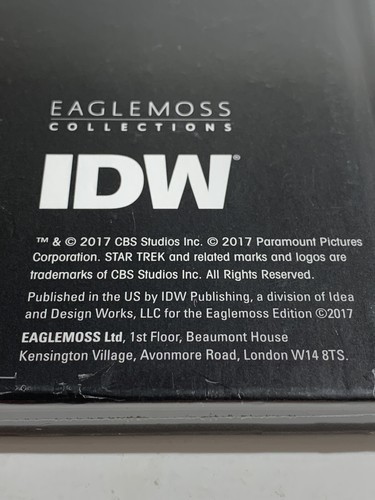 EAGLEMOSS
COLLECTIONS
IDW®
™ & © 2017 CBS Studios Inc. © 2017 Paramount Pictures
Corporation. STAR TREK and related marks and logos are
trademarks of CBS Studios Inc. All Rights Reserved.
Published in the US by IDW Publishing, a division of Idea
and Design Works, LLC for the Eaglemoss Edition ©2017
EAGLEMOSS Ltd, 1st Floor, Beaumont House
Kensington Village, Avonmore Road, London W14 8TS.